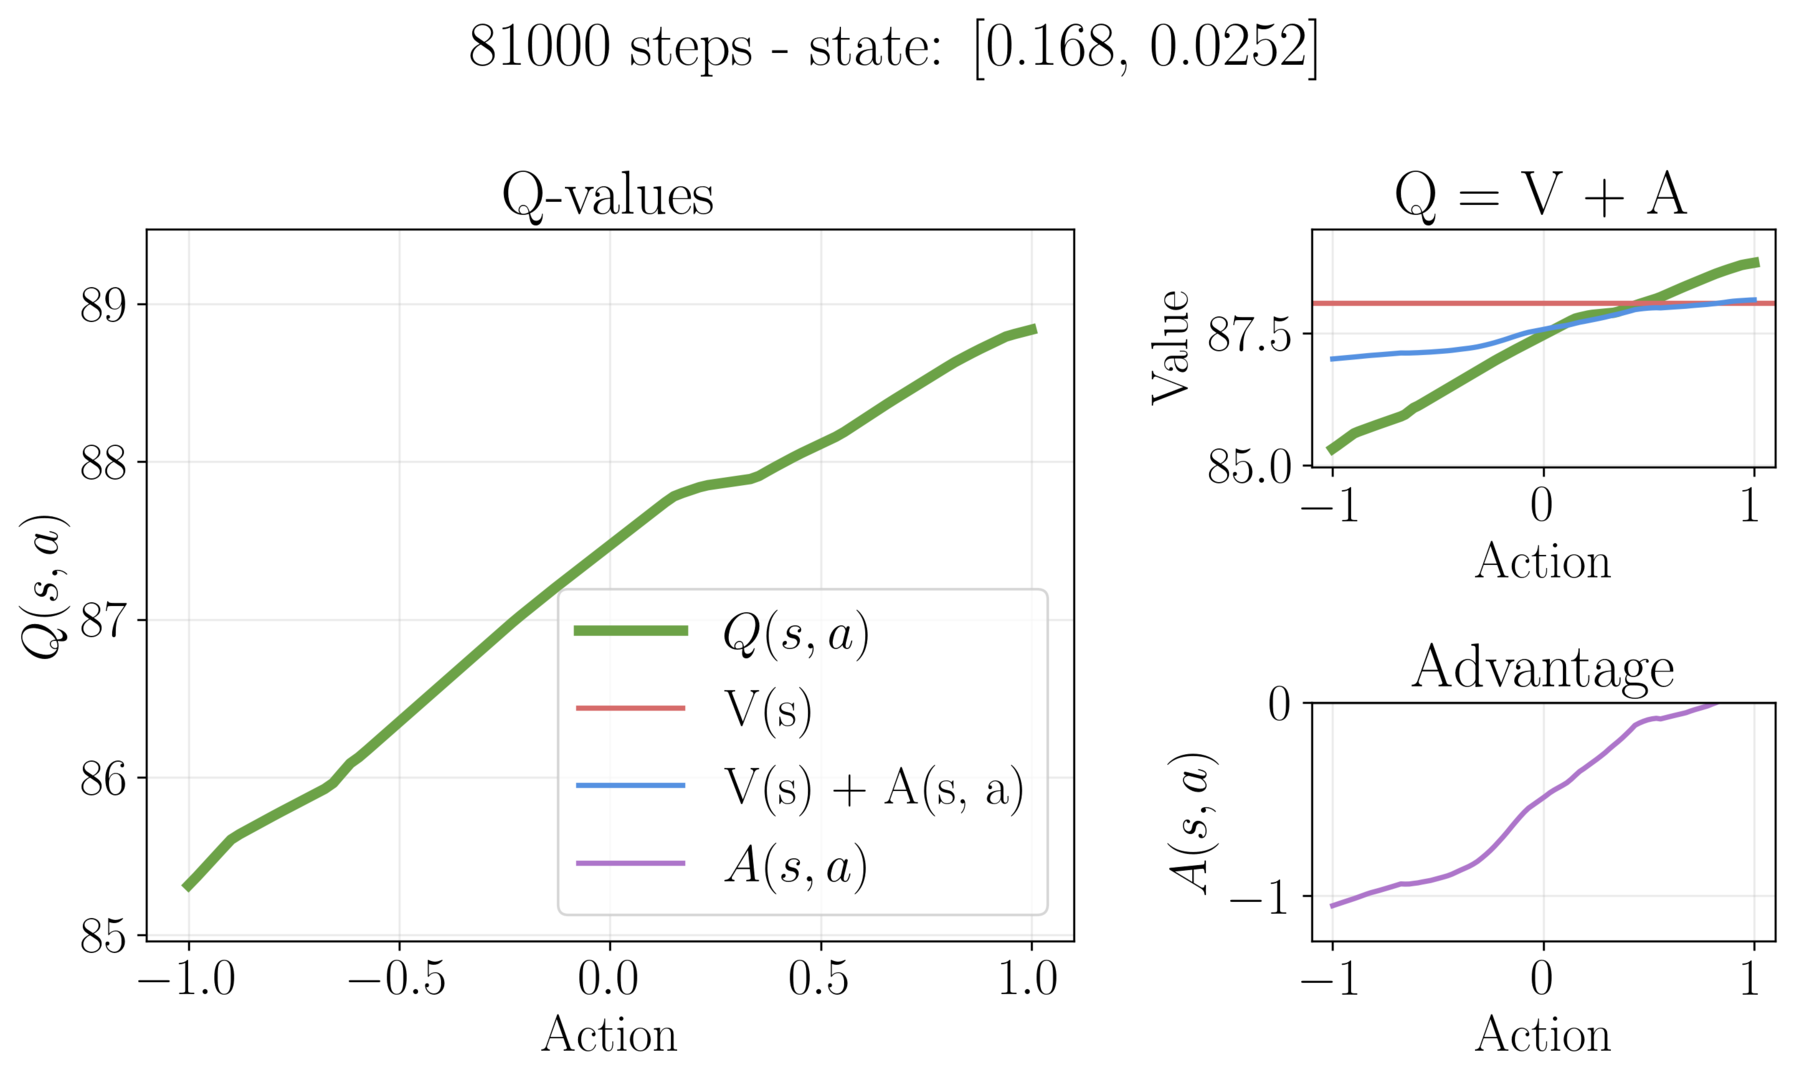 81000 steps - state: [0.168, 0.0252]
Q-values
89
88
87
86
85
Q(s, a)
−1.0 −0.5 0.0 0.5 1.0
Action
Q(s, a)
V(s)
V(s) + A(s, a)
A(s, a)
Q = V + A
Value
87.5
85.0
−1 0 1
Action
Advantage
0
−1
A(s, a)
−1 0 1
Action